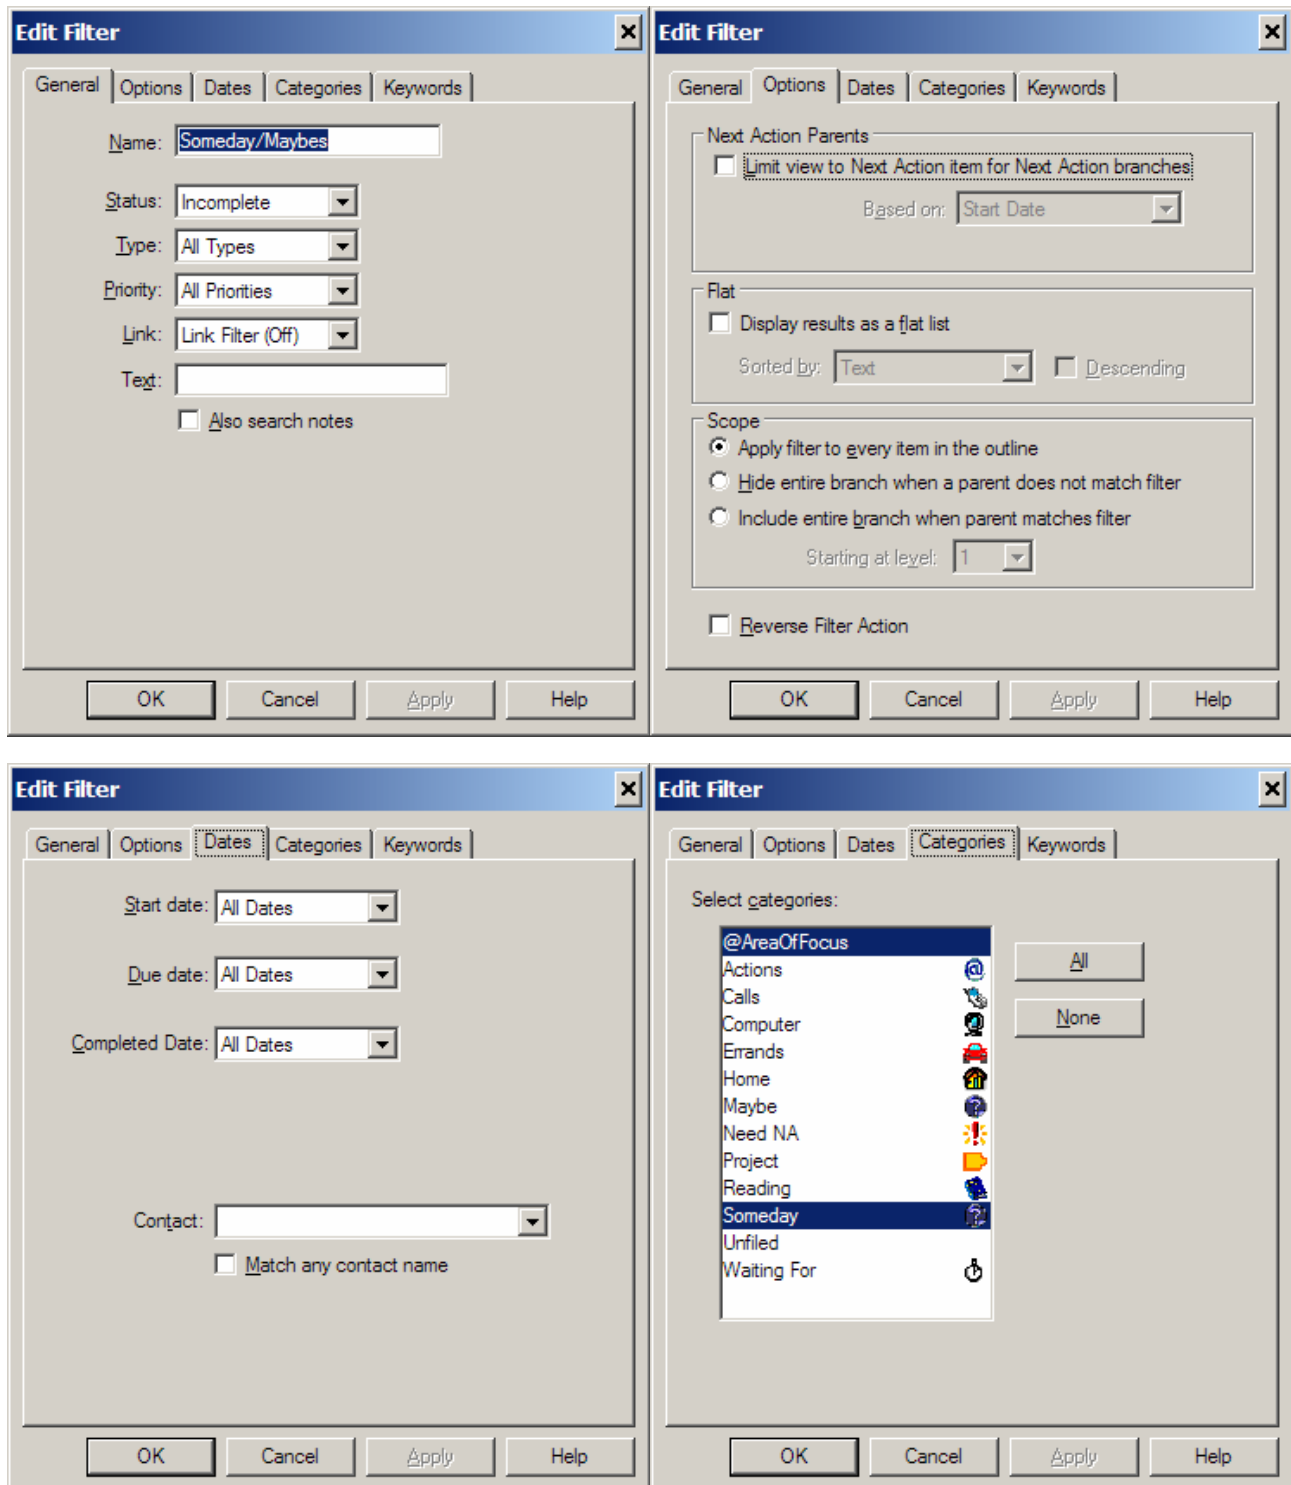 Edit Filter
General Options Dates Categories Keywords
Name: Someday/Maybes
Status: Incomplete
Type: All Types
Priority: All Priorities
Link: Link Filter (Off)
Text:
Also search notes
OK Cancel Apply Help
Edit Filter
General Options Dates Categories Keywords
Next Action Parents
Limit view to Next Action item for Next Action branches
Based on: Start Date
Flat
Display results as a flat list
Sorted by: Text Descending
Scope
Apply filter to every item in the outline
Hide entire branch when a parent does not match filter
Include entire branch when parent matches filter
Starting at level: 1
Reverse Filter Action
OK Cancel Apply Help
Edit Filter
General Options Dates Categories Keywords
Start date: All Dates
Due date: All Dates
Completed Date: All Dates
Contact:
Match any contact name
OK Cancel Apply Help
Edit Filter
General Options Dates Categories Keywords
Select categories:
@AreaOfFocus
Actions
Calls
Computer
Errands
Home
Maybe
Need NA
Project
Reading
Someday
Unfiled
Waiting For
All
None
OK Cancel Apply Help